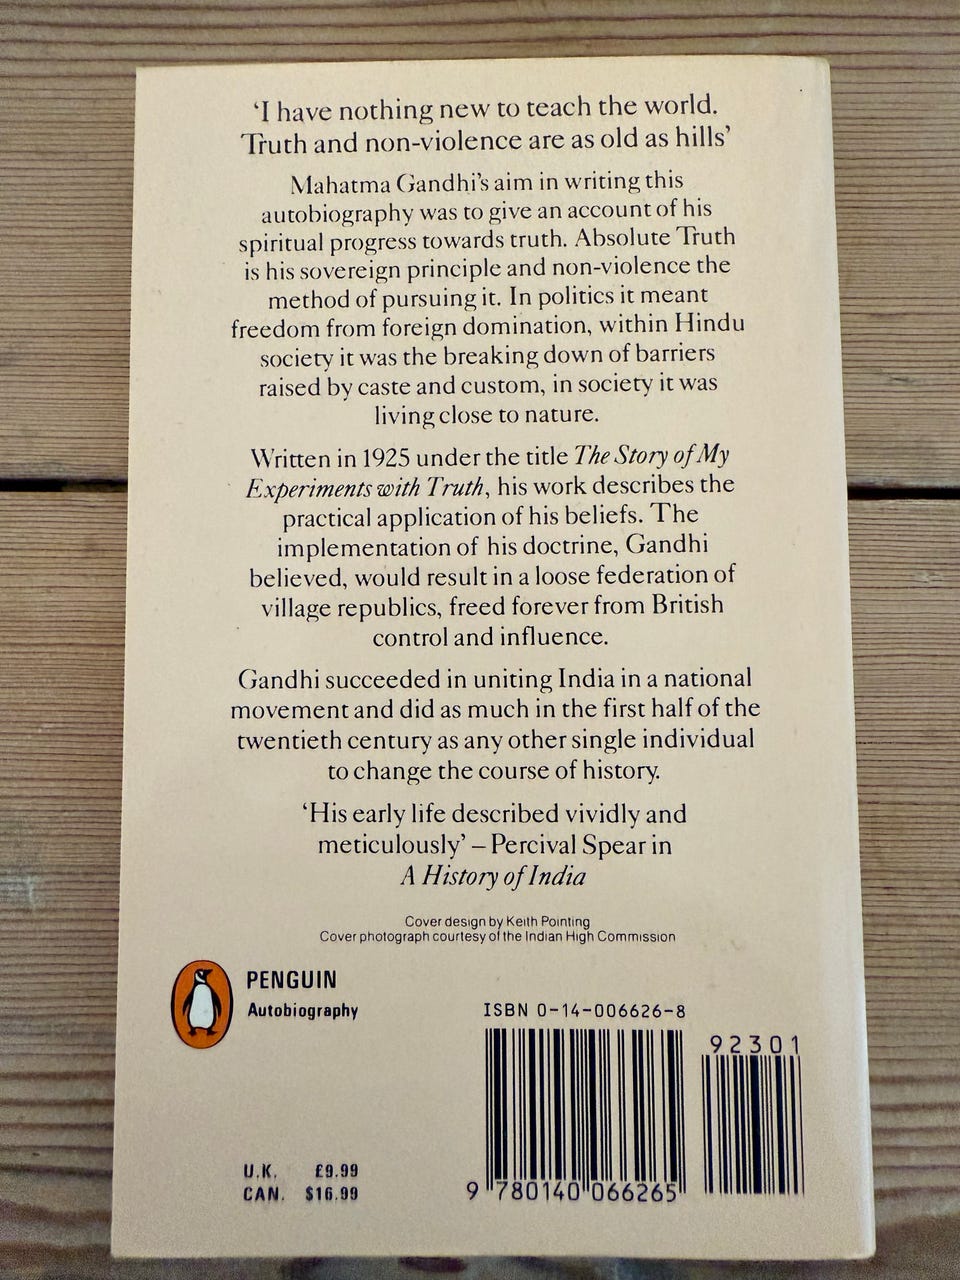 ‘I have nothing new to teach the world.
Truth and non-violence are as old as hills’
Mahatma Gandhi’s aim in writing this
autobiography was to give an account of his
spiritual progress towards truth. Absolute Truth
is his sovereign principle and non-violence the
method of pursuing it. In politics it meant
freedom from foreign domination, within Hindu
society it was the breaking down of barriers
raised by caste and custom, in society it was
living close to nature.
Written in 1925 under the title The Story of My
Experiments with Truth, his work describes the
practical application of his beliefs. The
implementation of his doctrine, Gandhi
believed, would result in a loose federation of
village republics, freed forever from British
control and influence.
Gandhi succeeded in uniting India in a national
movement and did as much in the first half of the
twentieth century as any other single individual
to change the course of history.
‘His early life described vividly and
meticulously’ – Percival Spear in
A History of India
Cover design by Keith Pointing
Cover photograph courtesy of the Indian High Commission
PENGUIN
Autobiography
ISBN 0-14-006626-8
92301
U.K. £9.99
CAN. $16.99
9 780140 066265